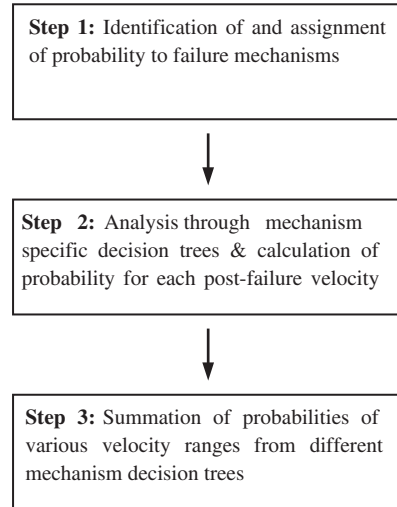 Step 1: Identification of and assignment
of probability to failure mechanisms
Step 2: Analysis through mechanism
specific decision trees & calculation of
probability for each post-failure velocity
Step 3: Summation of probabilities of
various velocity ranges from different
mechanism decision trees